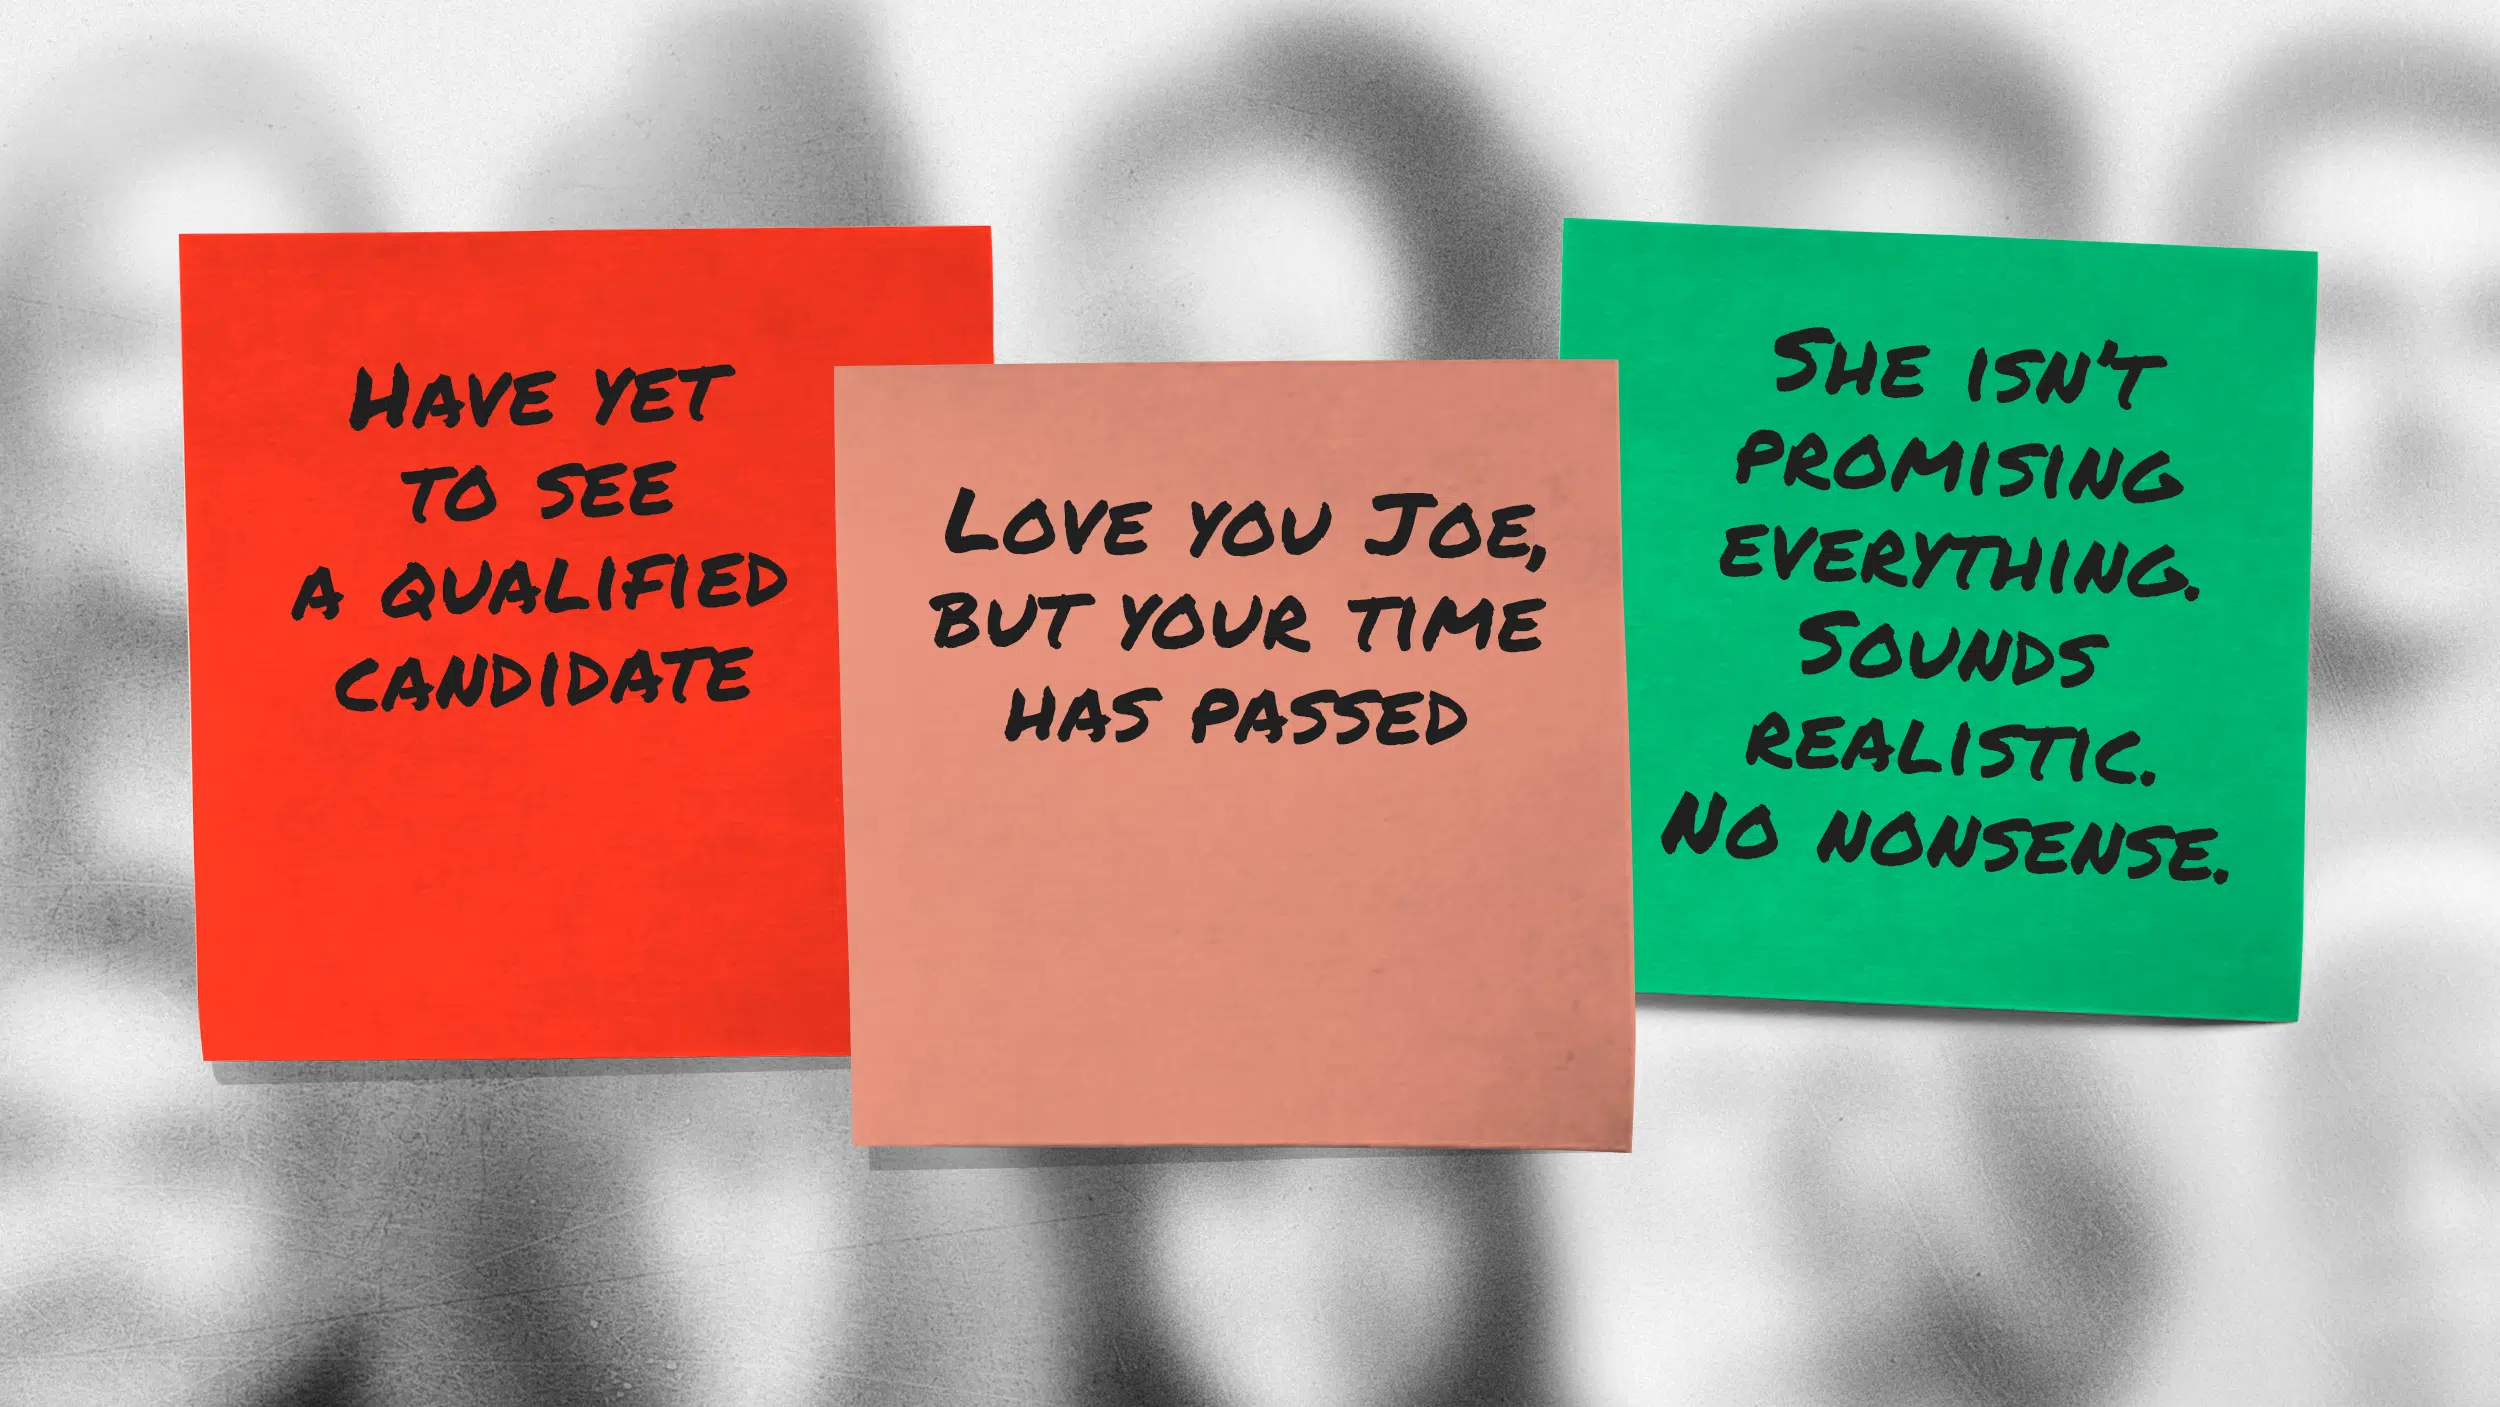 Have yet
to see
a qualified
candidate
Love you Joe,
but your time
has passed
She isn't
promising
everything.
Sounds
realistic.
No nonsense.